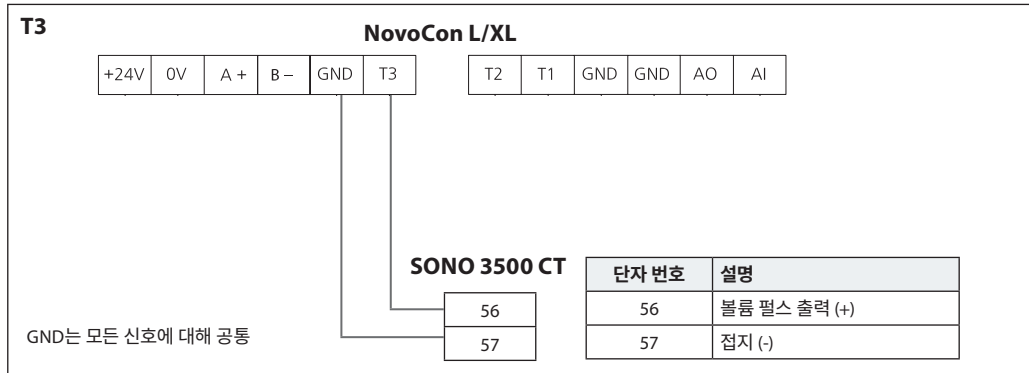 T3
NovoCon L/XL
+24V 0V A + B – GND T3 T2 T1 GND GND AO AI
SONO 3500 CT
56
57
단자 번호 설명
56 볼륨 펄스 출력 (+)
57 접지 (-)
GND는 모든 신호에 대해 공통